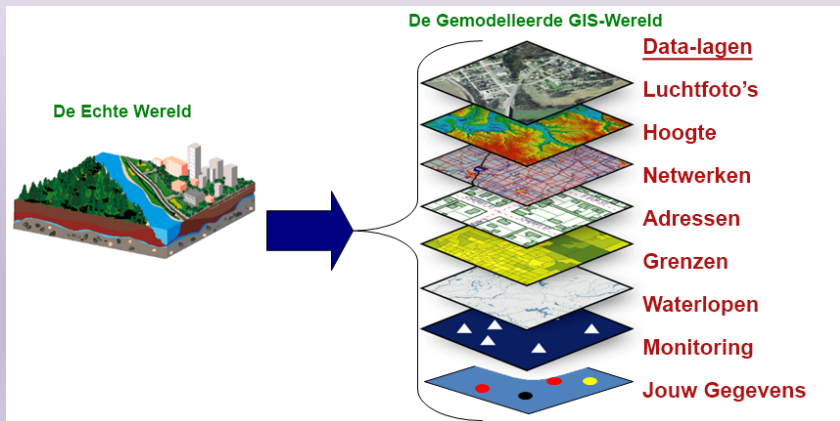 De Gemodelleerde GIS-Wereld
De Echte Wereld
Data-lagen
Luchtfoto's
Hoogte
Netwerken
Adressen
Grenzen
Waterlopen
Monitoring
Jouw Gegevens